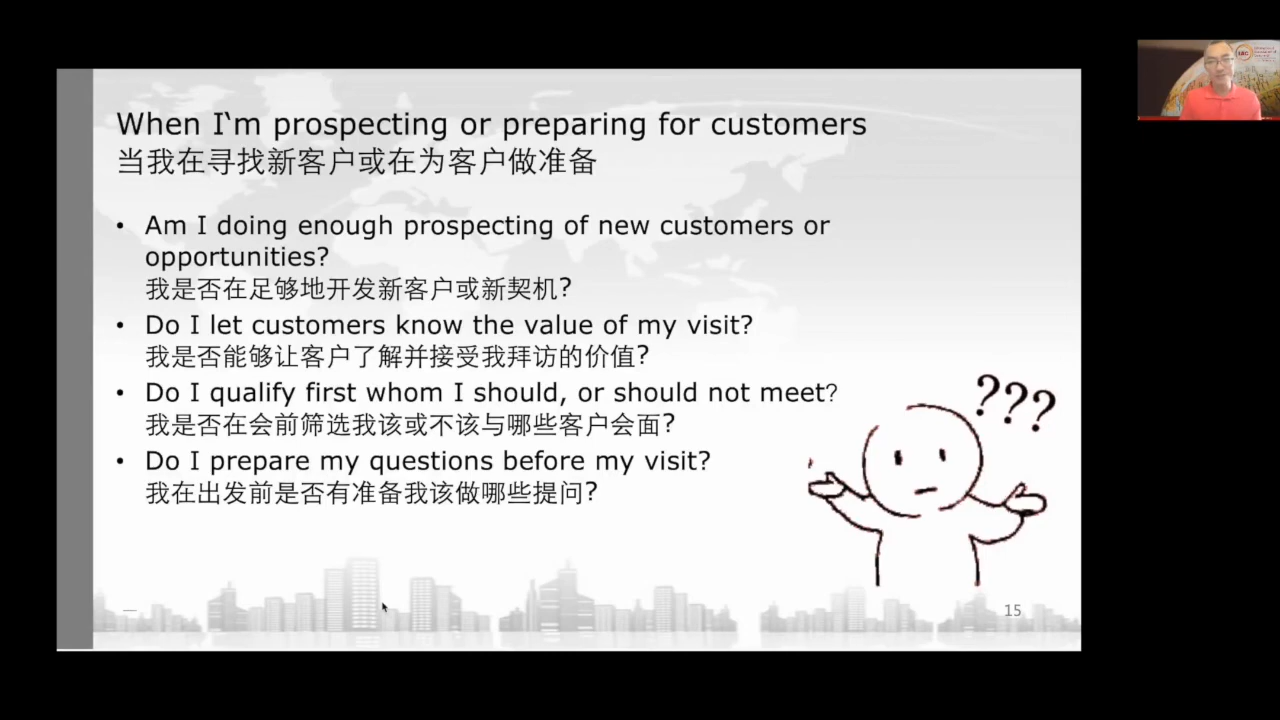 When I‘m prospecting or preparing for customers
当我在寻找新客户或在为客户做准备
• Am I doing enough prospecting of new customers or
opportunities?
我是否在足够地开发新客户或新契机?
• Do I let customers know the value of my visit?
我是否能够让客户了解并接受我拜访的价值?
• Do I qualify first whom I should, or should not meet?
我是否在会前筛选我该或不该与哪些客户会面?
• Do I prepare my questions before my visit?
我在出发前是否有准备我该做哪些提问?
???
15